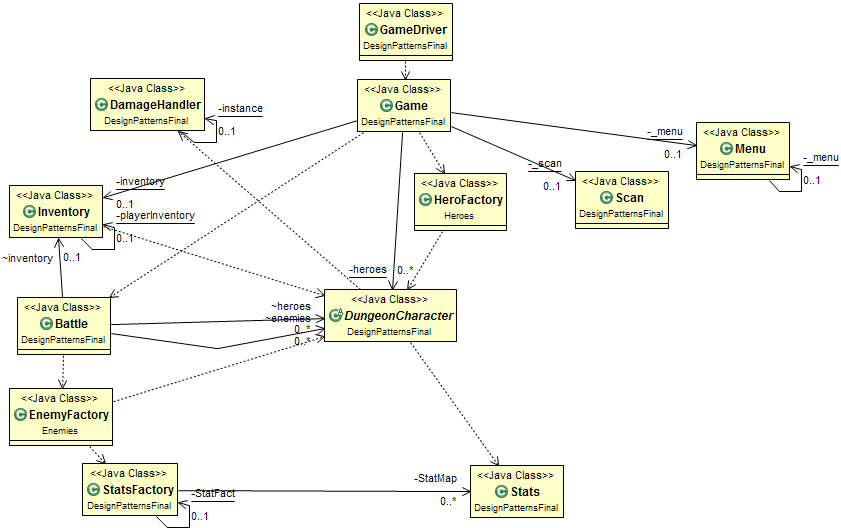 <<Java Class>>
GameDriver
DesignPatternsFinal
<<Java Class>>
DamageHandler
DesignPatternsFinal
-instance
0..1
<<Java Class>>
Game
DesignPatternsFinal
-_menu
0..1
<<Java Class>>
Menu
DesignPatternsFinal
-_menu
0..1
-_scan
0..1
<<Java Class>>
Scan
DesignPatternsFinal
<<Java Class>>
HeroFactory
Heroes
-inventory
0..1
<<Java Class>>
Inventory
DesignPatternsFinal
-playerInventory
0..1
~inventory
0..1
-heroes
0..*
<<Java Class>>
Battle
DesignPatternsFinal
~heroes
~enemies
0..*
0..*
<<Java Class>>
DungeonCharacter
DesignPatternsFinal
<<Java Class>>
EnemyFactory
Enemies
<<Java Class>>
StatsFactory
DesignPatternsFinal
-StatFact
0..1
-StatMap
0..*
<<Java Class>>
Stats
DesignPatternsFinal